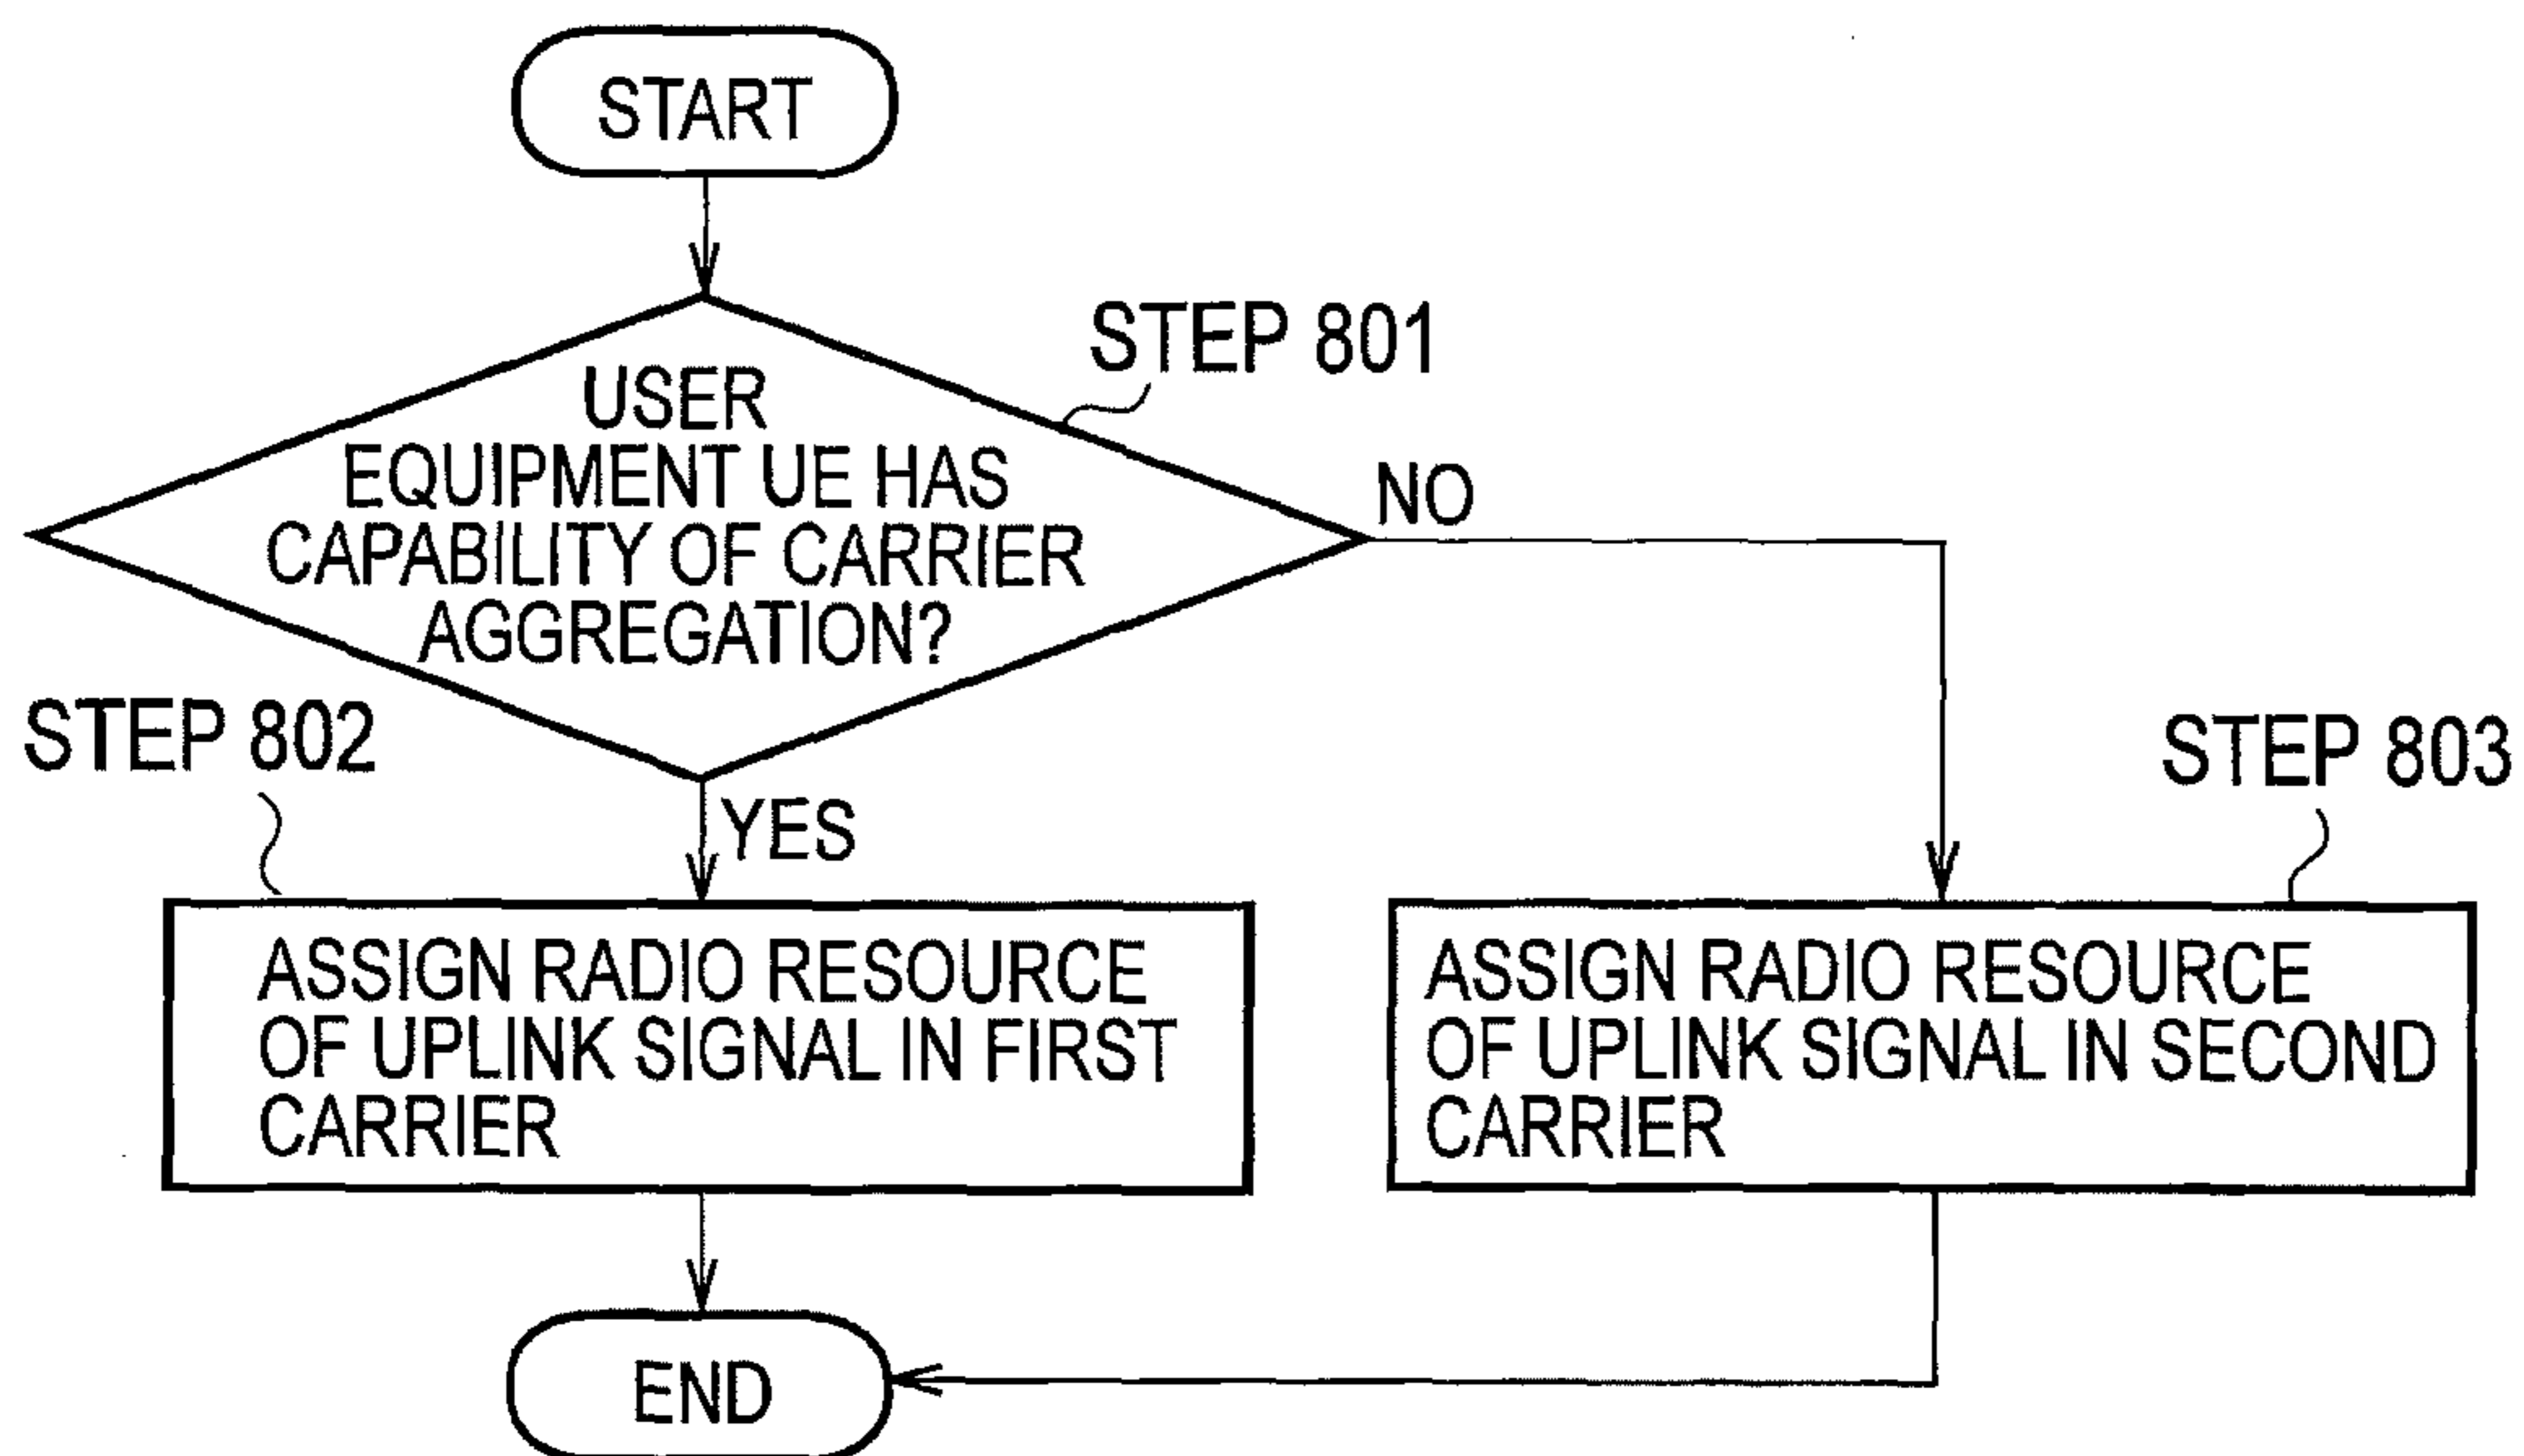 START
STEP 801
USER
EQUIPMENT UE HAS
CAPABILITY OF CARRIER
AGGREGATION?
NO
STEP 802
YES
STEP 803
ASSIGN RADIO RESOURCE
OF UPLINK SIGNAL IN FIRST
CARRIER
ASSIGN RADIO RESOURCE
OF UPLINK SIGNAL IN SECOND
CARRIER
END